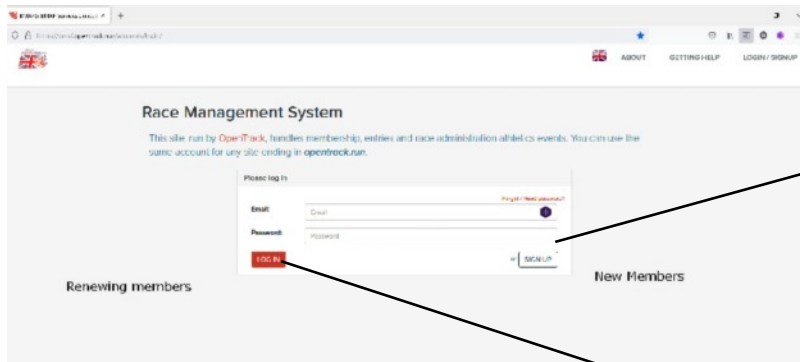 ABOUT
GETTING HELP
LOGIN / SIGNUP
Race Management System
This site, run by OpenTrack, handles membership, entries and race administration athletics events. You can use the
same account for any site ending in opentrack.run.
Please log in
Email:
Email
Password:
Password
LOG IN
or SIGN UP
Renewing members
New Members